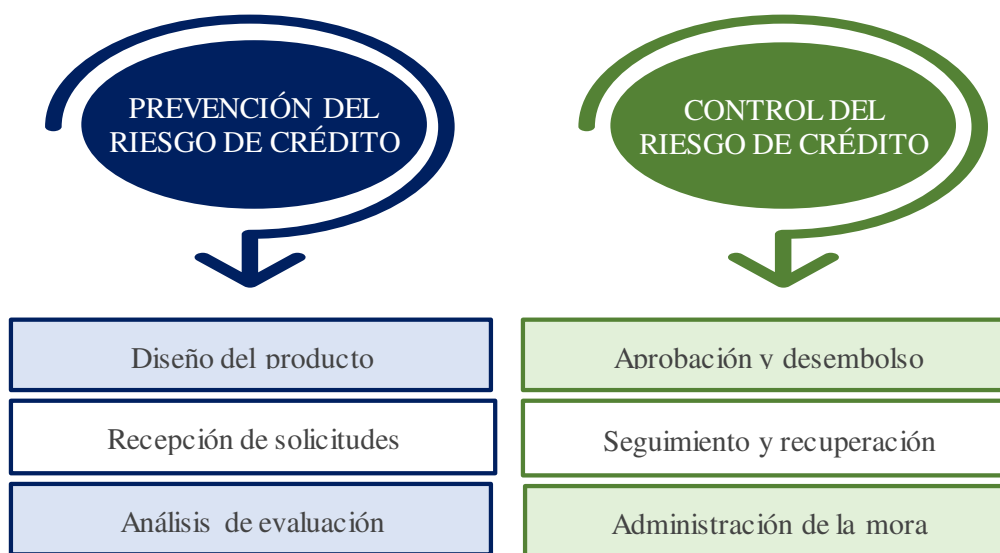 PREVENCIÓN DEL
RIESGO DE CRÉDITO
CONTROL DEL
RIESGO DE CRÉDITO
Diseño del producto
Aprobación y desembolso
Recepción de solicitudes
Seguimiento y recuperación
Análisis de evaluación
Administración de la mora